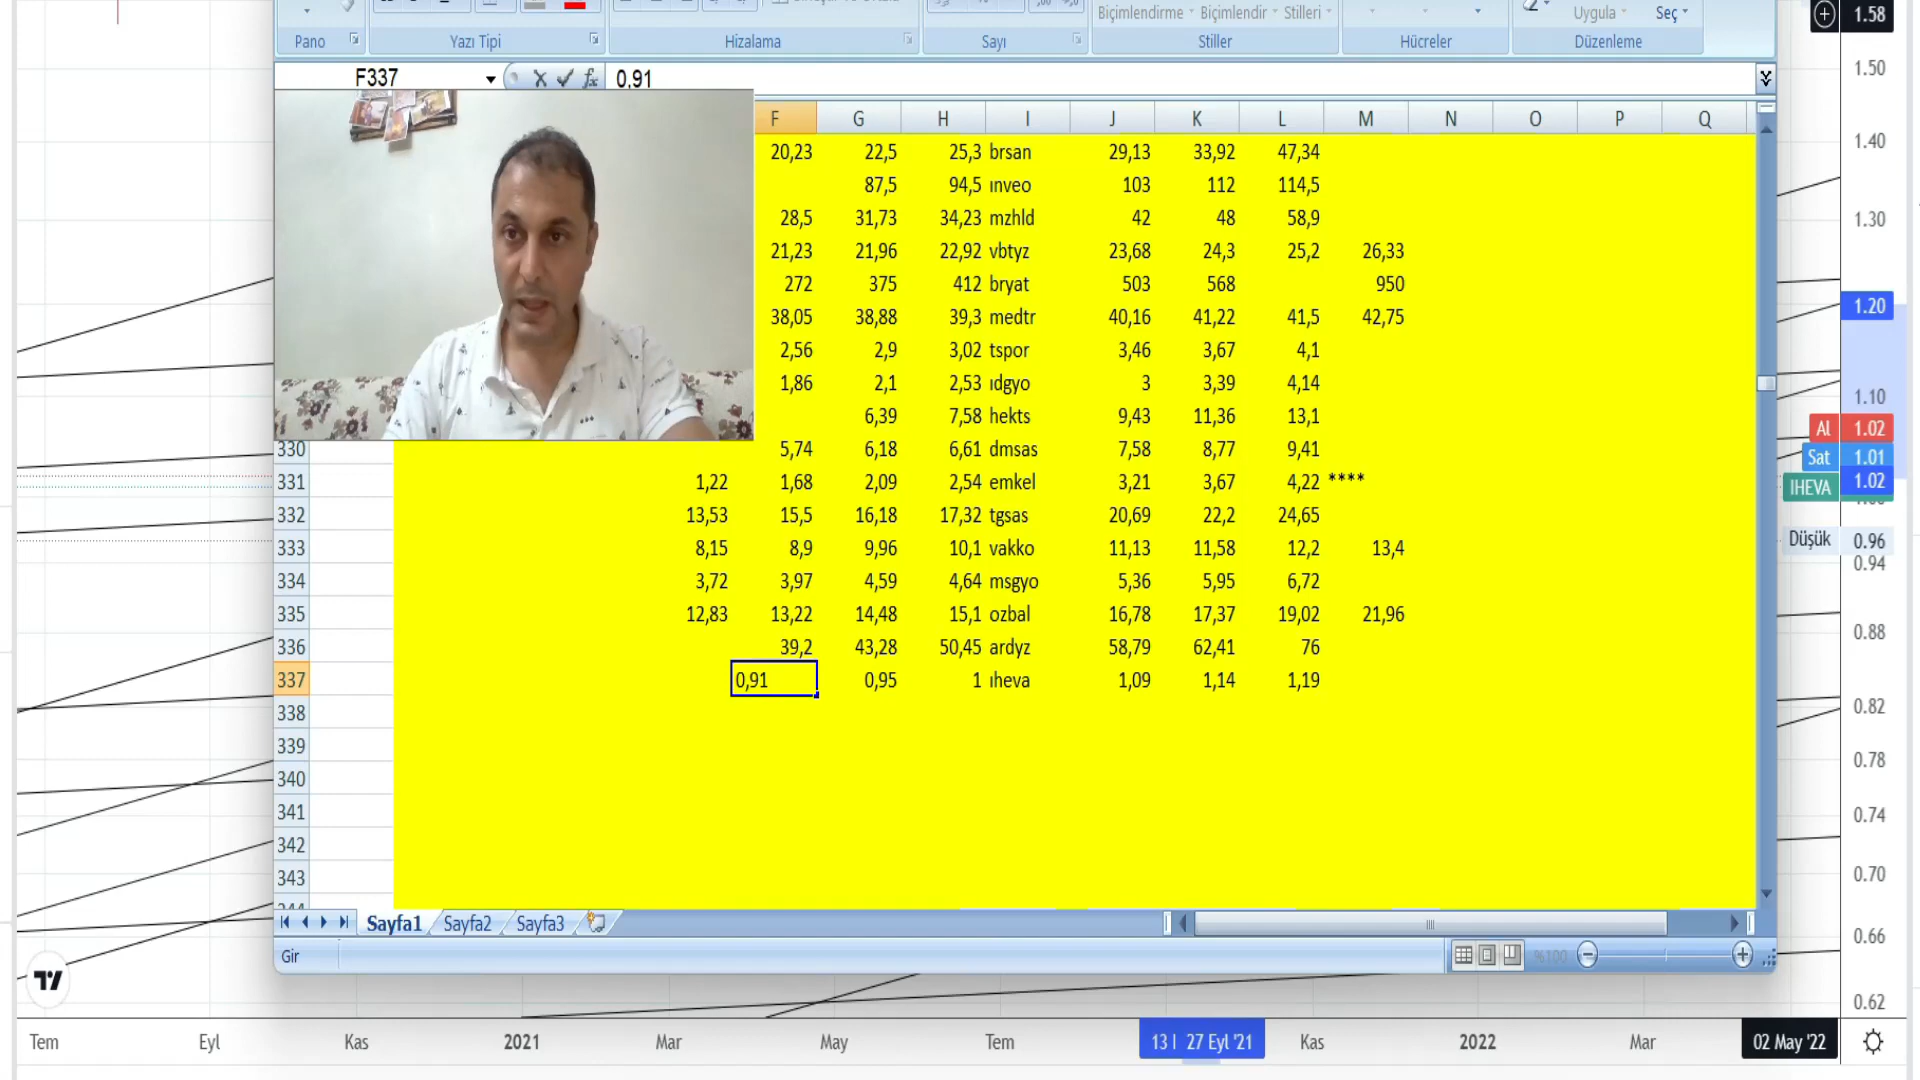 Biçimlendirme Biçimlendir Stilleri Uygula Seç 1.58
Pano Yazı Tipi Hizalama Sayı Stiller Hücreler Düzenleme
F337 fx 0,91
F G H I J K L M N O P Q
20,23 22,5 25,3 brsan 29,13 33,92 47,34
87,5 94,5 ınveo 103 112 114,5
28,5 31,73 34,23 mzhld 42 48 58,9
21,23 21,96 22,92 vbtyz 23,68 24,3 25,2 26,33
272 375 412 bryat 503 568 950
38,05 38,88 39,3 medtr 40,16 41,22 41,5 42,75
2,56 2,9 3,02 tspor 3,46 3,67 4,1
1,86 2,1 2,53 ıdgyo 3 3,39 4,14
6,39 7,58 hekts 9,43 11,36 13,1
330 5,74 6,18 6,61 dmsas 7,58 8,77 9,41
331 1,22 1,68 2,09 2,54 emkel 3,21 3,67 4,22 ****
332 13,53 15,5 16,18 17,32 tgsas 20,69 22,2 24,65
333 8,15 8,9 9,96 10,1 vakko 11,13 11,58 12,2 13,4
334 3,72 3,97 4,59 4,64 msgyo 5,36 5,95 6,72
335 12,83 13,22 14,48 15,1 ozbal 16,78 17,37 19,02 21,96
336 39,2 43,28 50,45 ardyz 58,79 62,41 76
337 0,91 0,95 1 ıheva 1,09 1,14 1,19
338
339
340
341
342
343
Sayfa1 Sayfa2 Sayfa3
Gir %100
1.50
1.40
1.30
1.20
1.10
Al 1.02
Sat 1.01
IHEVA 1.02
Düşük 0.96
0.94
0.88
0.82
0.78
0.74
0.70
0.66
0.62
Tem Eyl Kas 2021 Mar May Tem 13 27 Eyl '21 Kas 2022 Mar 02 May '22